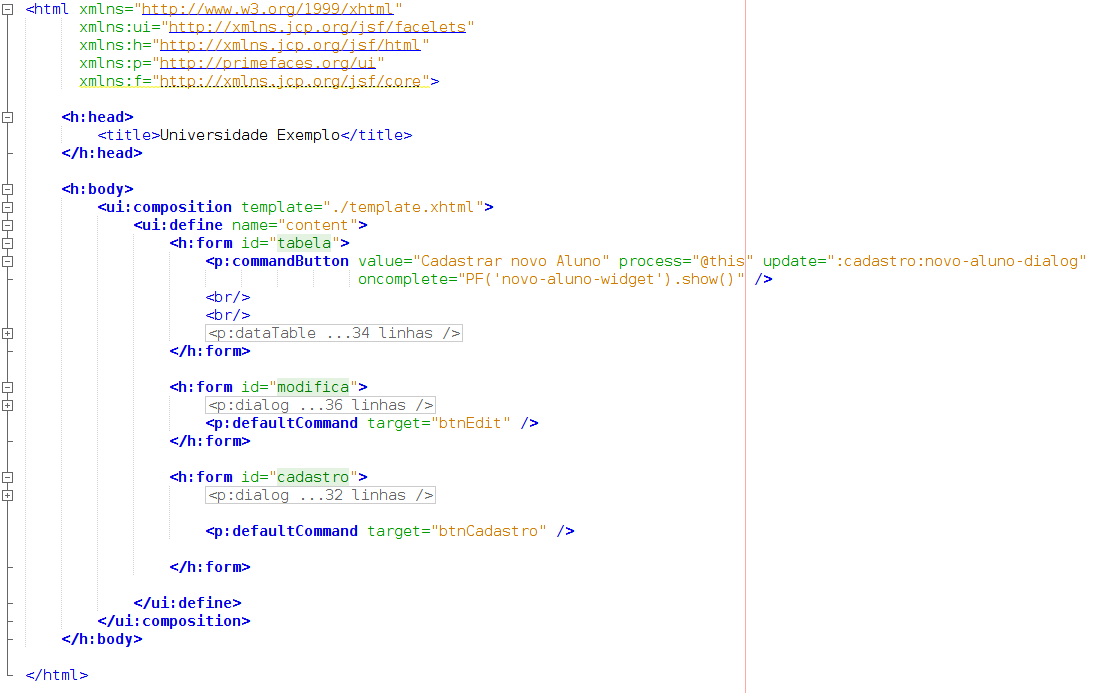 <html xmlns="http://www.w3.org/1999/xhtml"
xmlns:ui="http://xmlns.jcp.org/jsf/facelets"
xmlns:h="http://xmlns.jcp.org/jsf/html"
xmlns:p="http://primefaces.org/ui"
xmlns:f="http://xmlns.jcp.org/jsf/core">
<h:head>
<title>Universidade Exemplo</title>
</h:head>
<h:body>
<ui:composition template="./template.xhtml">
<ui:define name="content">
<h:form id="tabela">
<p:commandButton value="Cadastrar novo Aluno" process="@this" update=":cadastro:novo-aluno-dialog"
oncomplete="PF('novo-aluno-widget').show()" />
<br/>
<br/>
<p:dataTable ...34 linhas />
</h:form>
<h:form id="modifica">
<p:dialog ...36 linhas />
<p:defaultCommand target="btnEdit" />
</h:form>
<h:form id="cadastro">
<p:dialog ...32 linhas />
<p:defaultCommand target="btnCadastro" />
</h:form>
</ui:define>
</ui:composition>
</h:body>
</html>